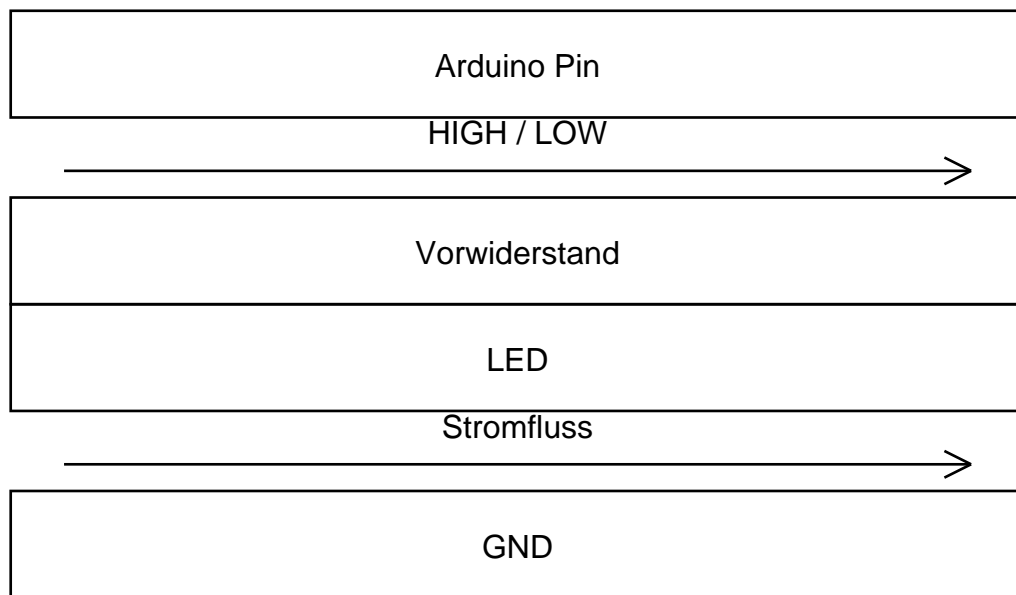 Arduino Pin
HIGH / LOW
Vorwiderstand
LED
Stromfluss
GND